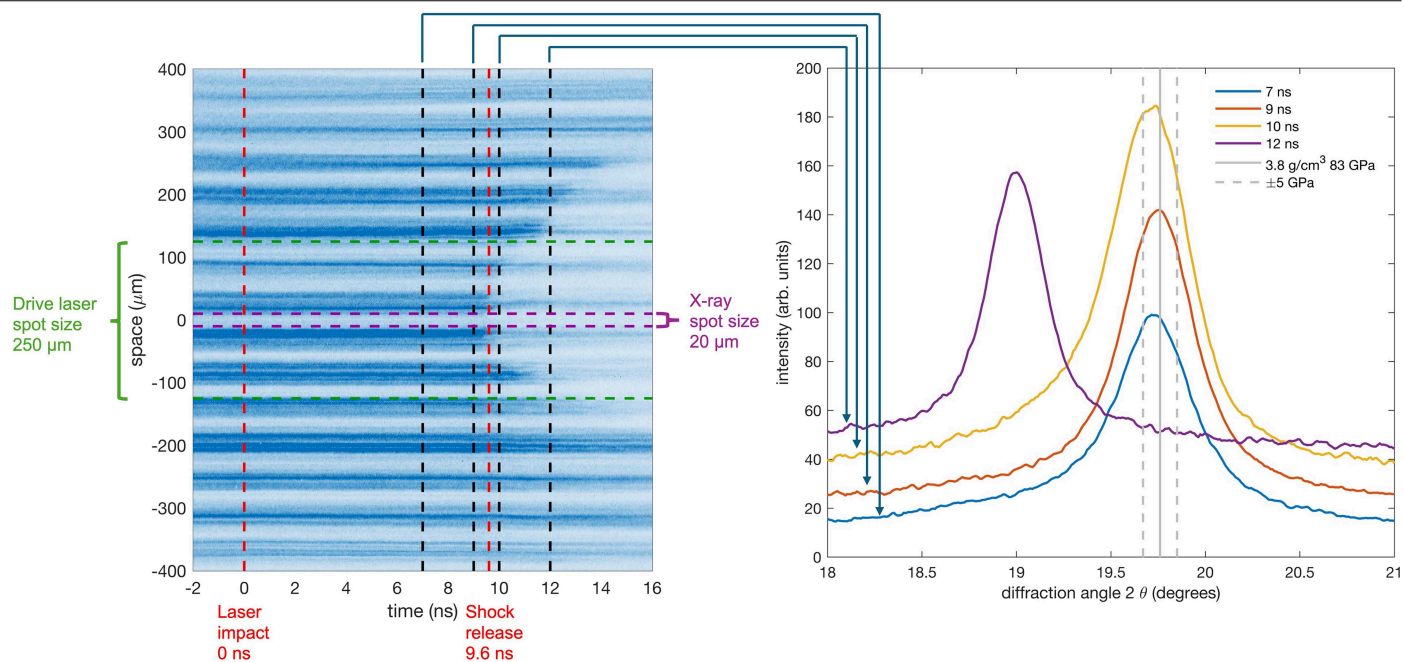 400
300
200
100
0
-100
-200
-300
-400
space (μm)
Drive laser
spot size
250 μm
X-ray
spot size
20 μm
-2
0
2
4
6
8
10
12
14
16
time (ns)
Laser
impact
0 ns
Shock
release
9.6 ns
200
180
160
140
120
100
80
60
40
20
0
intensity (arb. units)
7 ns
9 ns
10 ns
12 ns
3.8 g/cm³ 83 GPa
±5 GPa
18
18.5
19
19.5
20
20.5
21
diffraction angle 2 θ (degrees)